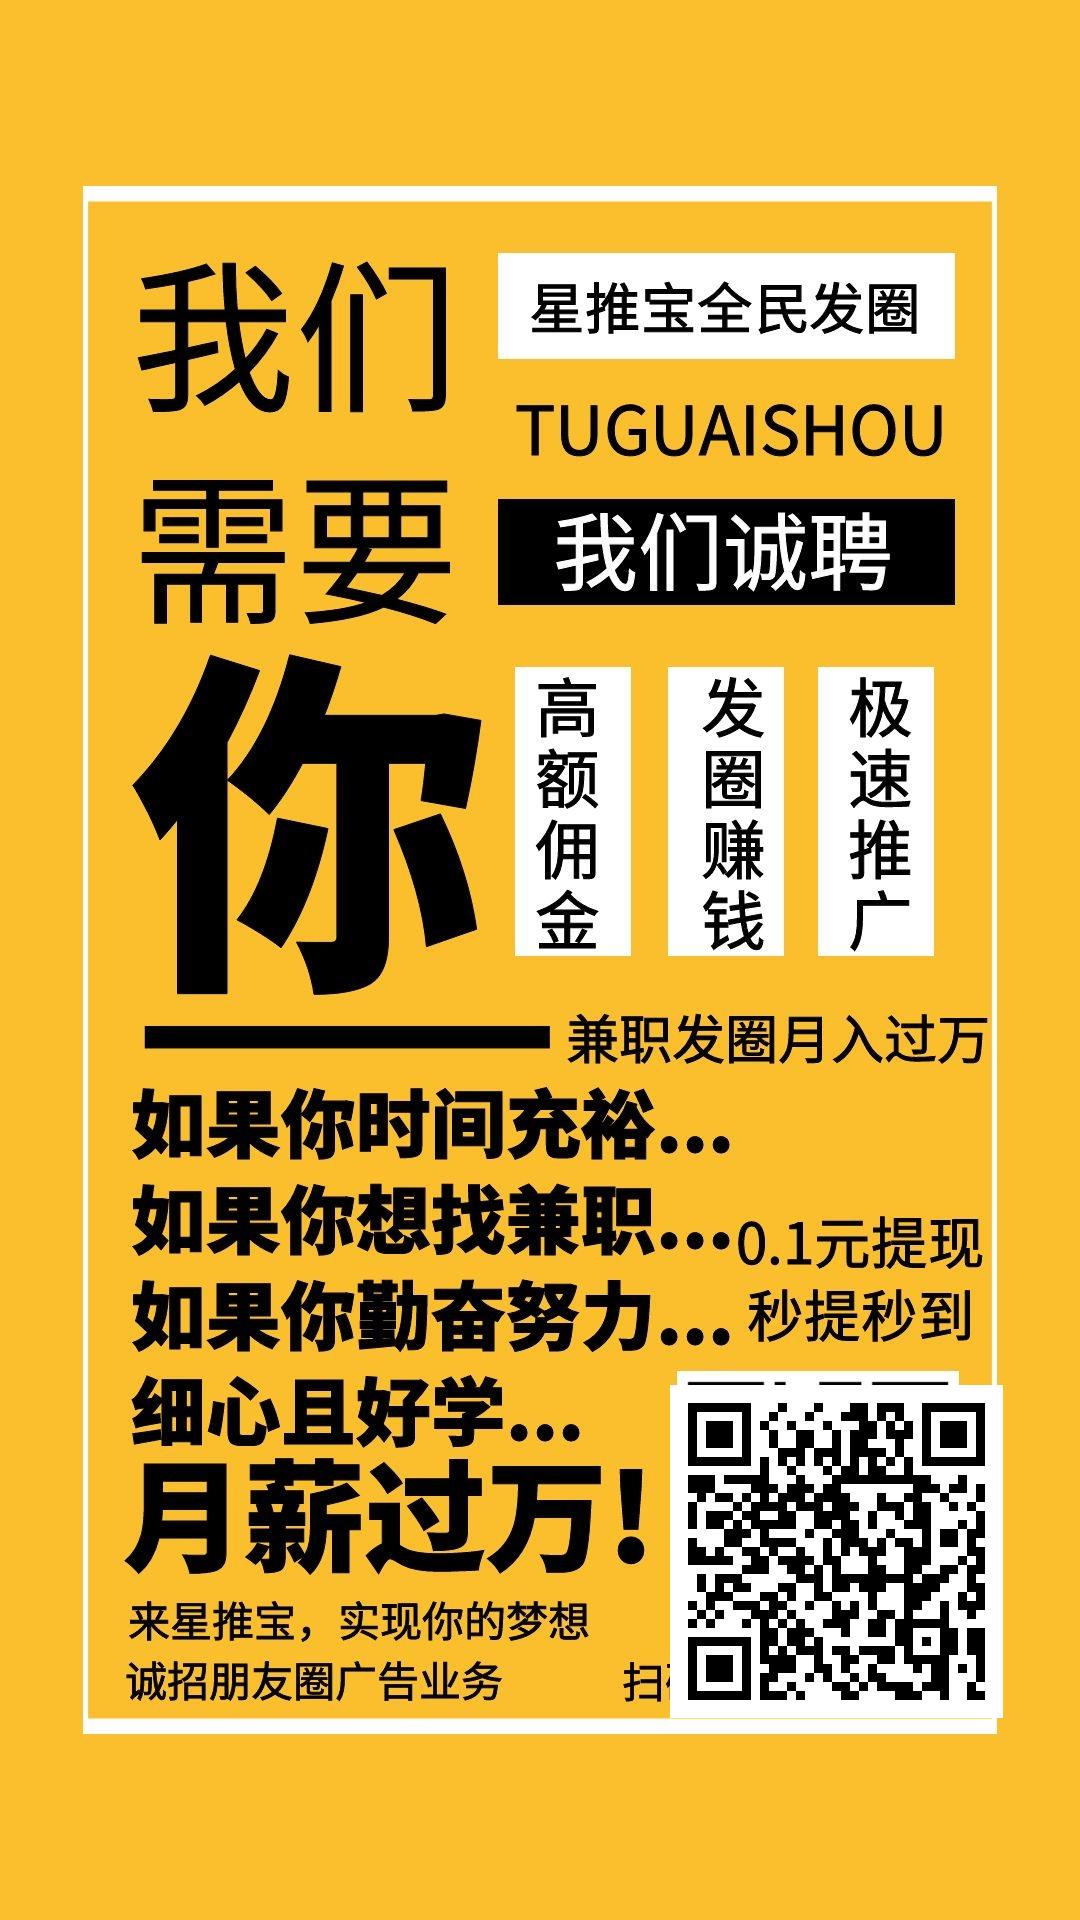 我们
需要
你
星推宝全民发圈
TUGUAISHOU
我们诚聘
高额佣金
发圈赚钱
极速推广
兼职发圈月入过万
如果你时间充裕...
如果你想找兼职...
如果你勤奋努力...
细心且好学...
0.1元提现
秒提秒到
月薪过万!
来星推宝，实现你的梦想
诚招朋友圈广告业务
扫